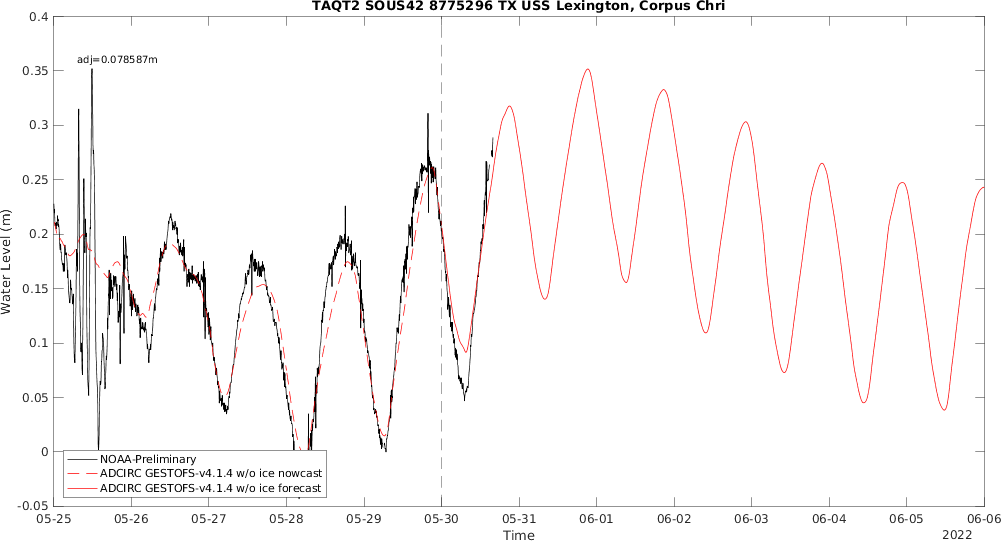 TAQT2 SOUS42 8775296 TX USS Lexington, Corpus Chri
adj=0.078587m
0.4
0.35
0.3
0.25
0.2
0.15
0.1
0.05
0
-0.05
Water Level (m)
NOAA-Preliminary
ADCIRC GESTOFS-v4.1.4 w/o ice nowcast
ADCIRC GESTOFS-v4.1.4 w/o ice forecast
05-25 05-26 05-27 05-28 05-29 05-30 05-31 06-01 06-02 06-03 06-04 06-05 06-06
Time
2022